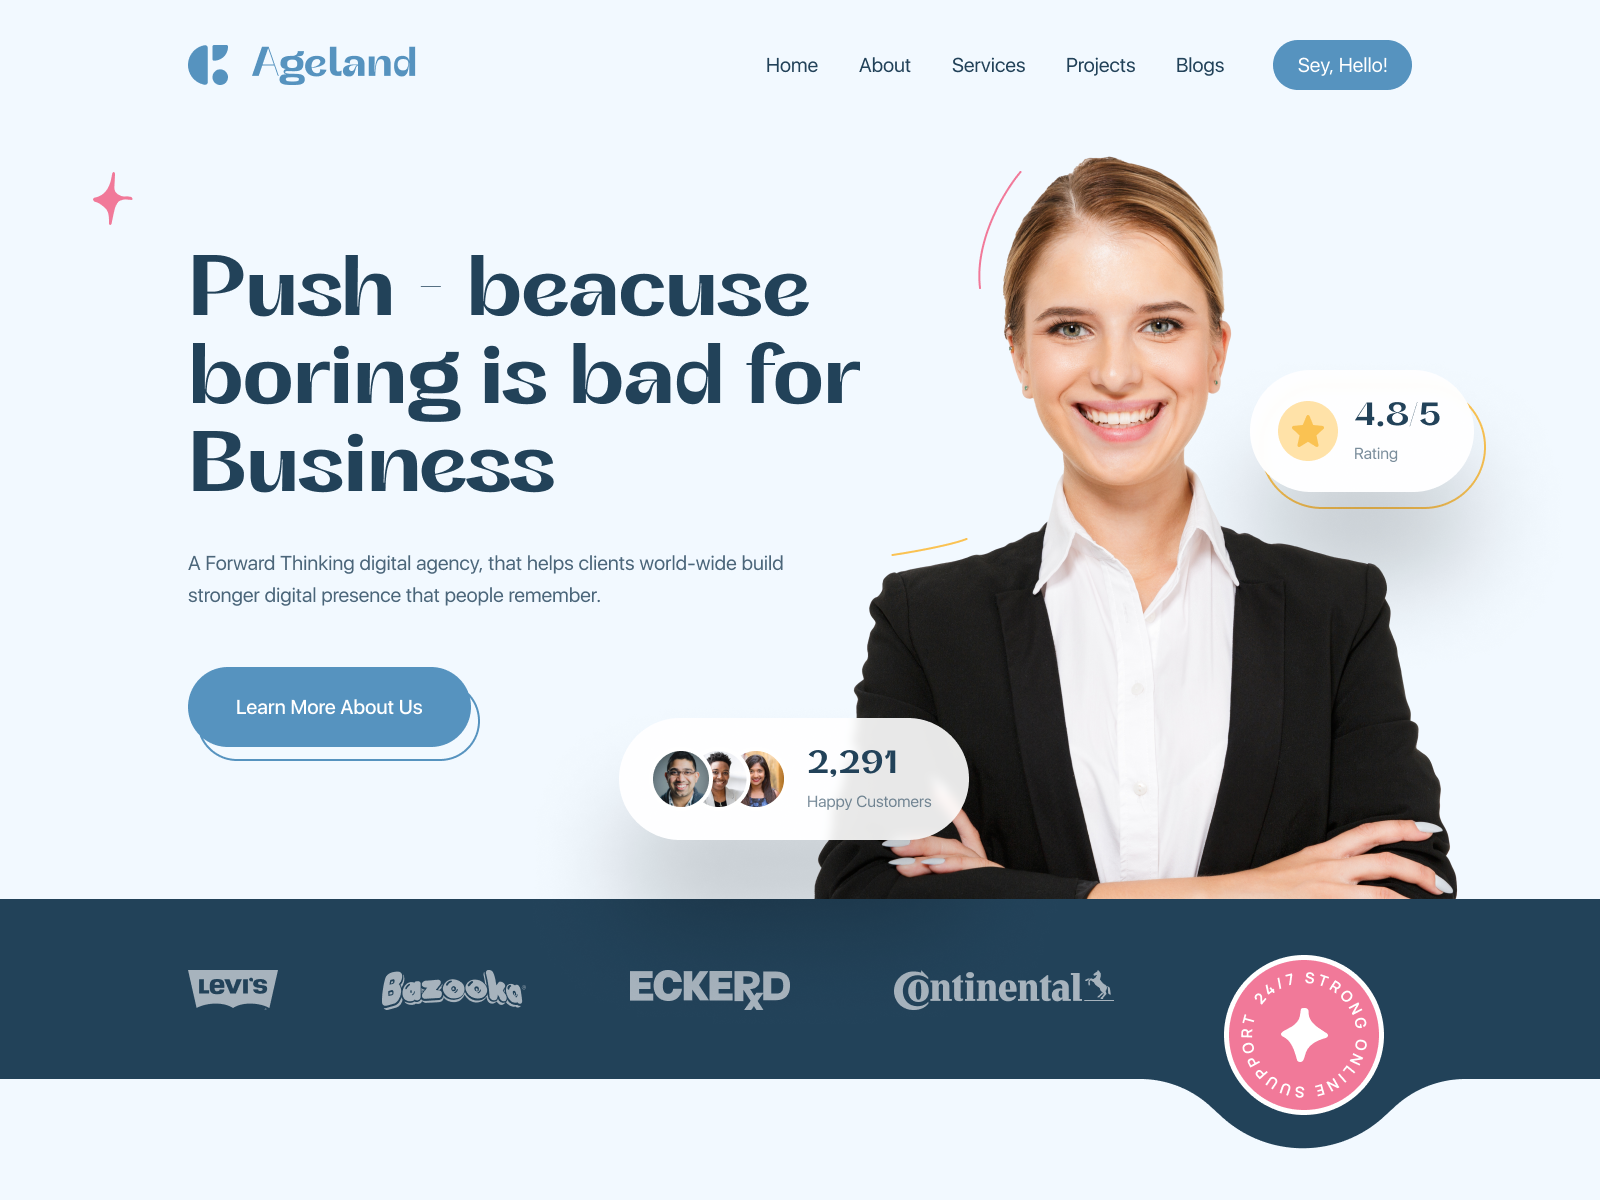 Ageland
Home About Services Projects Blogs Sey, Hello!
Push - beacuse
boring is bad for
Business
4.8/5
Rating
A Forward Thinking digital agency, that helps clients world-wide build
stronger digital presence that people remember.
Learn More About Us
2,291
Happy Customers
LEVI'S Bazooka ECKERD Continental
24/7 STRONG ONLINE SUUPPORT